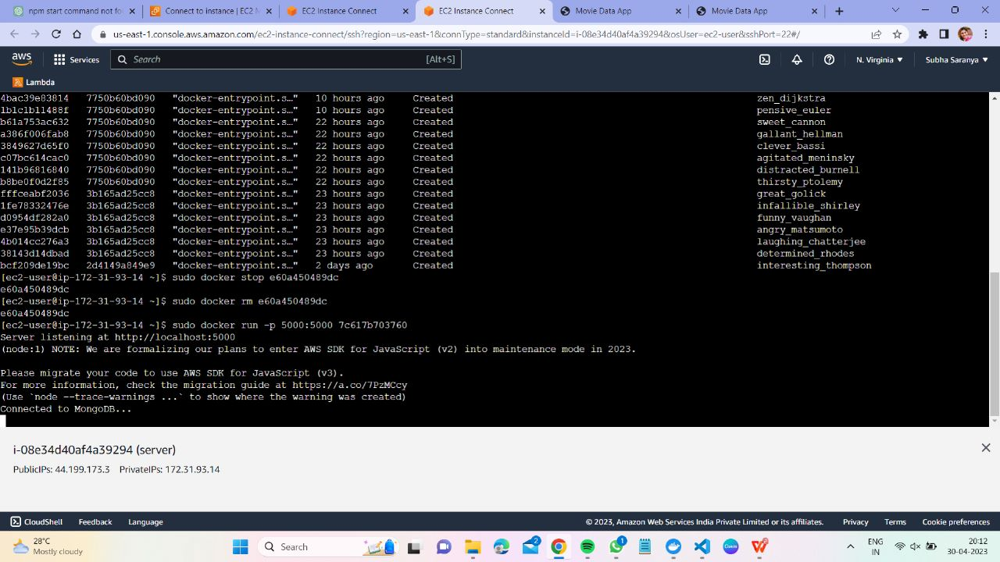 npm start command not fo
Connect to instance | EC2 M
EC2 Instance Connect
EC2 Instance Connect
Movie Data App
Movie Data App
us-east-1.console.aws.amazon.com/ec2-instance-connect/ssh?region=us-east-1&connType=standard&instanceId=i-08e34d40af4a39294&osUser=ec2-user&sshPort=22#/
aws Services Search [Alt+S] N. Virginia Subha Saranya
Lambda
4bac39e83814 7750b60bd090 "docker-entrypoint.s…" 10 hours ago Created zen_dijkstra
1b1c1b11488f 7750b60bd090 "docker-entrypoint.s…" 10 hours ago Created pensive_euler
b61a753ac632 7750b60bd090 "docker-entrypoint.s…" 22 hours ago Created sweet_cannon
a386f006fab8 7750b60bd090 "docker-entrypoint.s…" 22 hours ago Created gallant_hellman
3849627d65f0 7750b60bd090 "docker-entrypoint.s…" 22 hours ago Created clever_bassi
c07bc614cac0 7750b60bd090 "docker-entrypoint.s…" 22 hours ago Created agitated_meninsky
141b96816840 7750b60bd090 "docker-entrypoint.s…" 22 hours ago Created distracted_burnell
b8be0f0d2f85 7750b60bd090 "docker-entrypoint.s…" 22 hours ago Created thirsty_ptolemy
fffceabf2036 3b165ad25cc8 "docker-entrypoint.s…" 23 hours ago Created great_golick
1fe78332476e 3b165ad25cc8 "docker-entrypoint.s…" 23 hours ago Created infallible_shirley
d0954df282a0 3b165ad25cc8 "docker-entrypoint.s…" 23 hours ago Created funny_vaughan
e37e95b39dcb 3b165ad25cc8 "docker-entrypoint.s…" 23 hours ago Created angry_matsumoto
4b014cc276a3 3b165ad25cc8 "docker-entrypoint.s…" 23 hours ago Created laughing_chatterjee
38143d14dbad 3b165ad25cc8 "docker-entrypoint.s…" 23 hours ago Created determined_rhodes
bcf209de19bc 2d4149a849e9 "docker-entrypoint.s…" 2 days ago Created interesting_thompson
[ec2-user@ip-172-31-93-14 ~]$ sudo docker stop e60a450489dc
e60a450489dc
[ec2-user@ip-172-31-93-14 ~]$ sudo docker rm e60a450489dc
e60a450489dc
[ec2-user@ip-172-31-93-14 ~]$ sudo docker run -p 5000:5000 7c617b703760
Server listening at http://localhost:5000
(node:1) NOTE: We are formalizing our plans to enter AWS SDK for JavaScript (v2) into maintenance mode in 2023.
Please migrate your code to use AWS SDK for JavaScript (v3).
For more information, check the migration guide at https://a.co/7PzMCcy
(Use `node --trace-warnings ...` to show where the warning was created)
Connected to MongoDB...
i-08e34d40af4a39294 (server)
PublicIPs: 44.199.173.3 PrivateIPs: 172.31.93.14
CloudShell Feedback Language © 2023, Amazon Web Services India Private Limited or its affiliates. Privacy Terms Cookie preferences
28°C
Mostly cloudy
Search
2
1
ENG
IN
20:12
30-04-2023